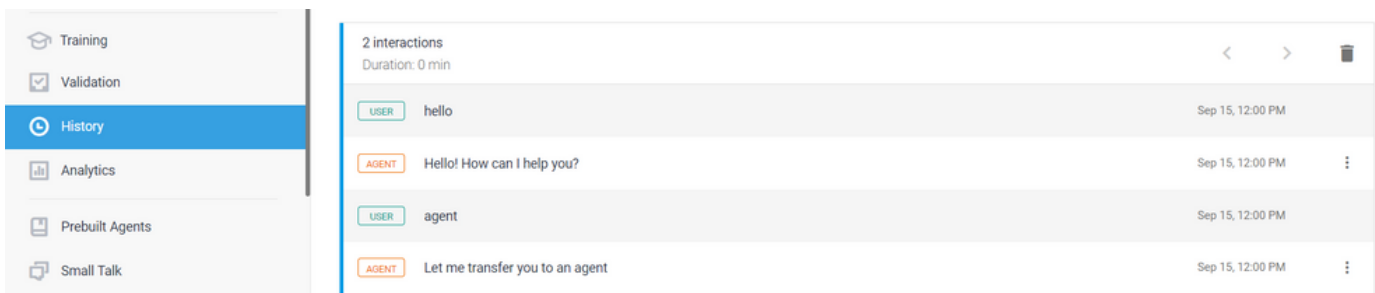 Training
Validation
History
Analytics
Prebuilt Agents
Small Talk
2 interactions
Duration: 0 min
USER hello Sep 15, 12:00 PM
AGENT Hello! How can I help you? Sep 15, 12:00 PM
USER agent Sep 15, 12:00 PM
AGENT Let me transfer you to an agent Sep 15, 12:00 PM